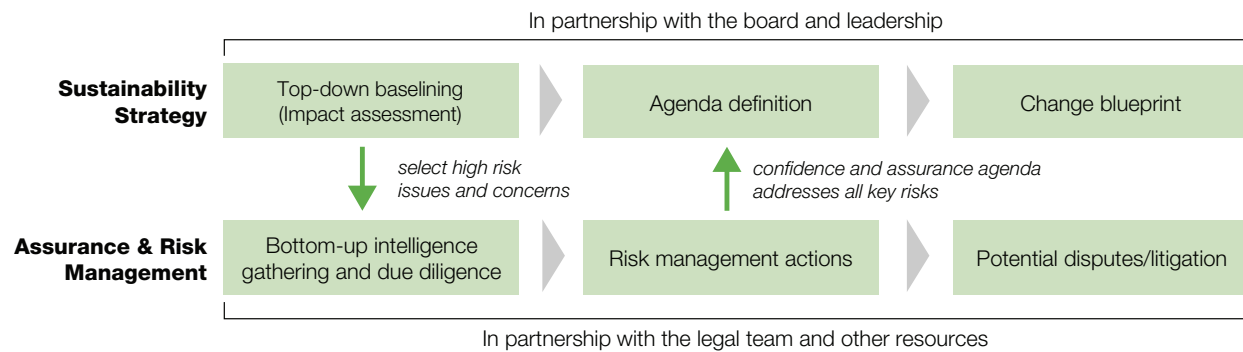 In partnership with the board and leadership
Sustainability
Strategy
Top-down baselining
(Impact assessment)
Agenda definition
Change blueprint
select high risk
issues and concerns
confidence and assurance agenda
addresses all key risks
Assurance & Risk
Management
Bottom-up intelligence
gathering and due diligence
Risk management actions
Potential disputes/litigation
In partnership with the legal team and other resources